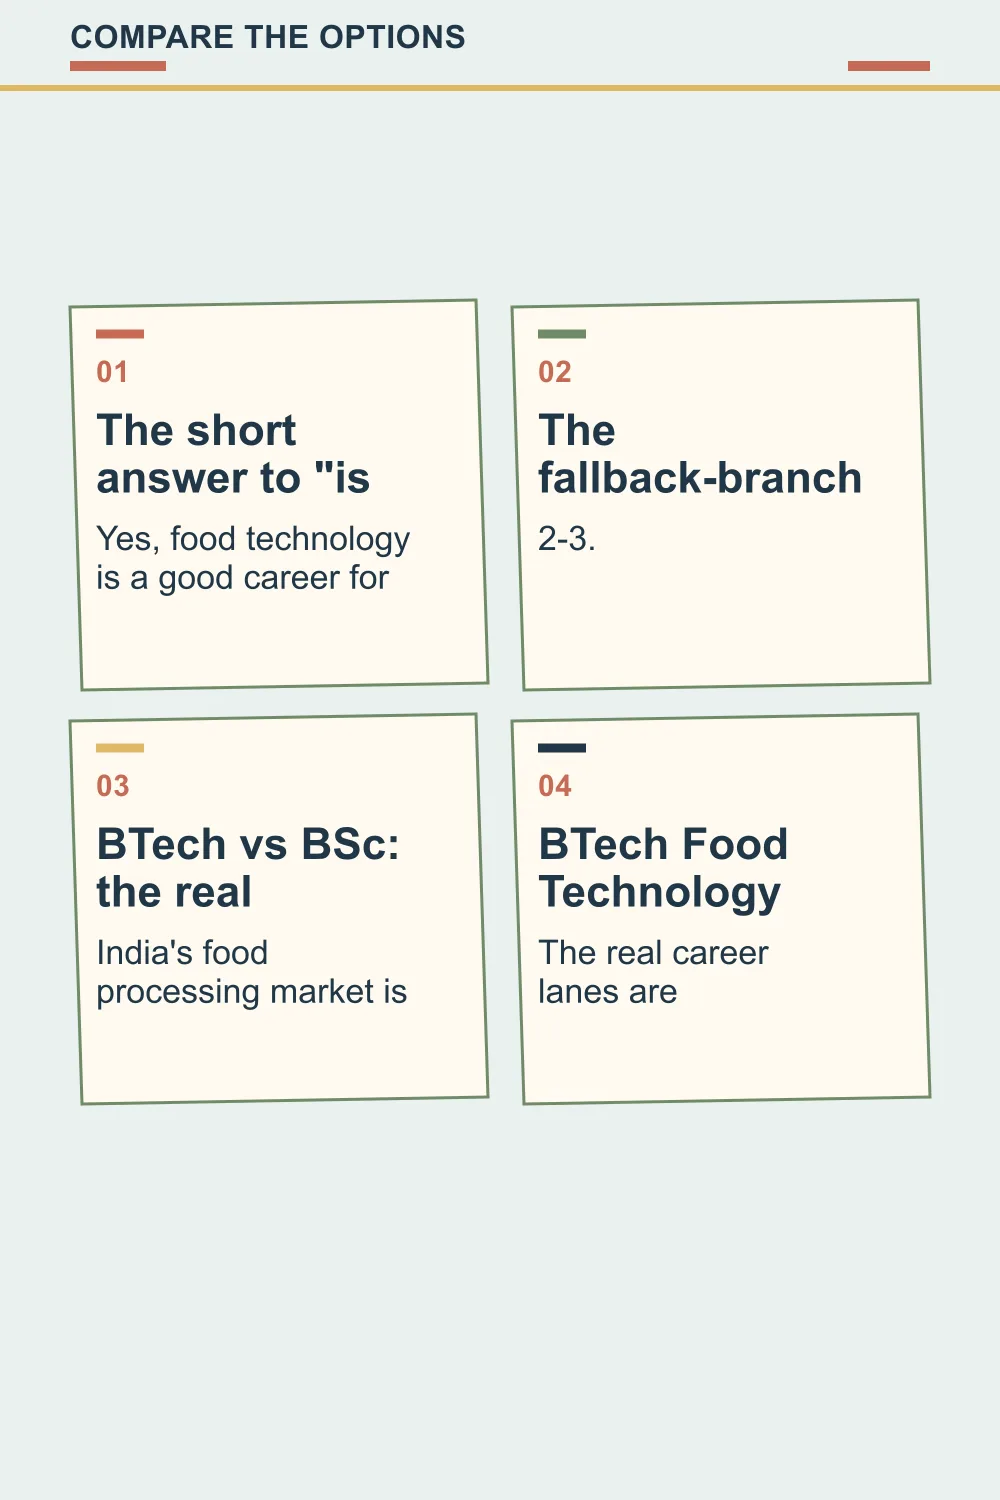 COMPARE THE OPTIONS
01
The short
answer to "is
Yes, food technology
is a good career for
02
The
fallback-branch
2-3.
03
BTech vs BSc:
the real
India's food
processing market is
04
BTech Food
Technology
The real career
lanes are